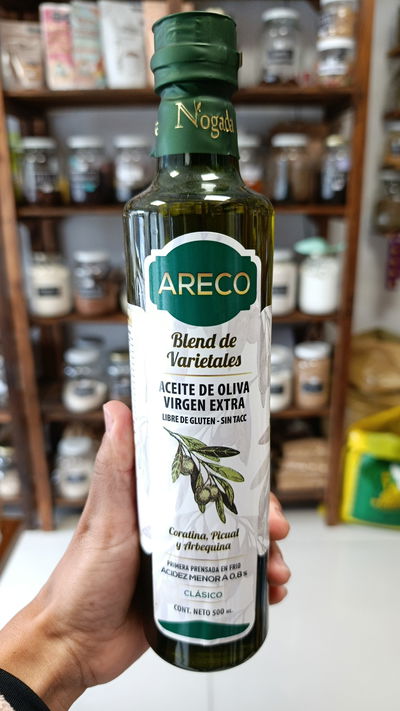 Nogada
ARECO
Blend de
Varietales
ACEITE DE OLIVA
VIRGEN EXTRA
LIBRE DE GLUTEN - SIN TACC
Coratina, Picual
y Arbequina
PRIMERA PRENSADA EN FRIO
ACIDEZ MENOR A 0.8 %
CLÁSICO
CONT. NETO 500 ML.